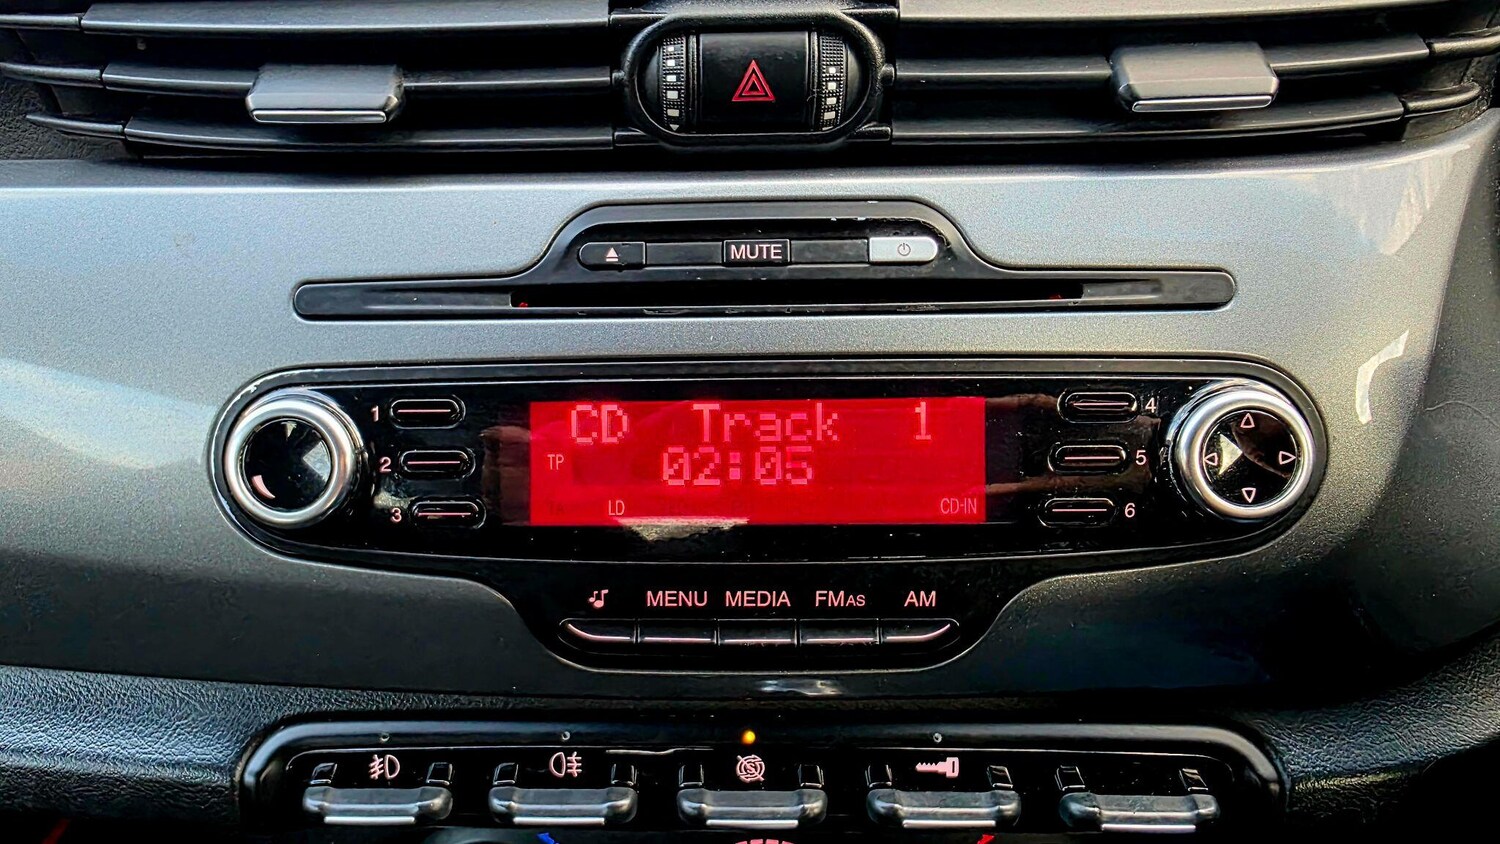 MUTE
1
4
CD Track 1
2
TP
02:05
5
3
TA
LD
CD-IN
6
MENU MEDIA FMAS AM